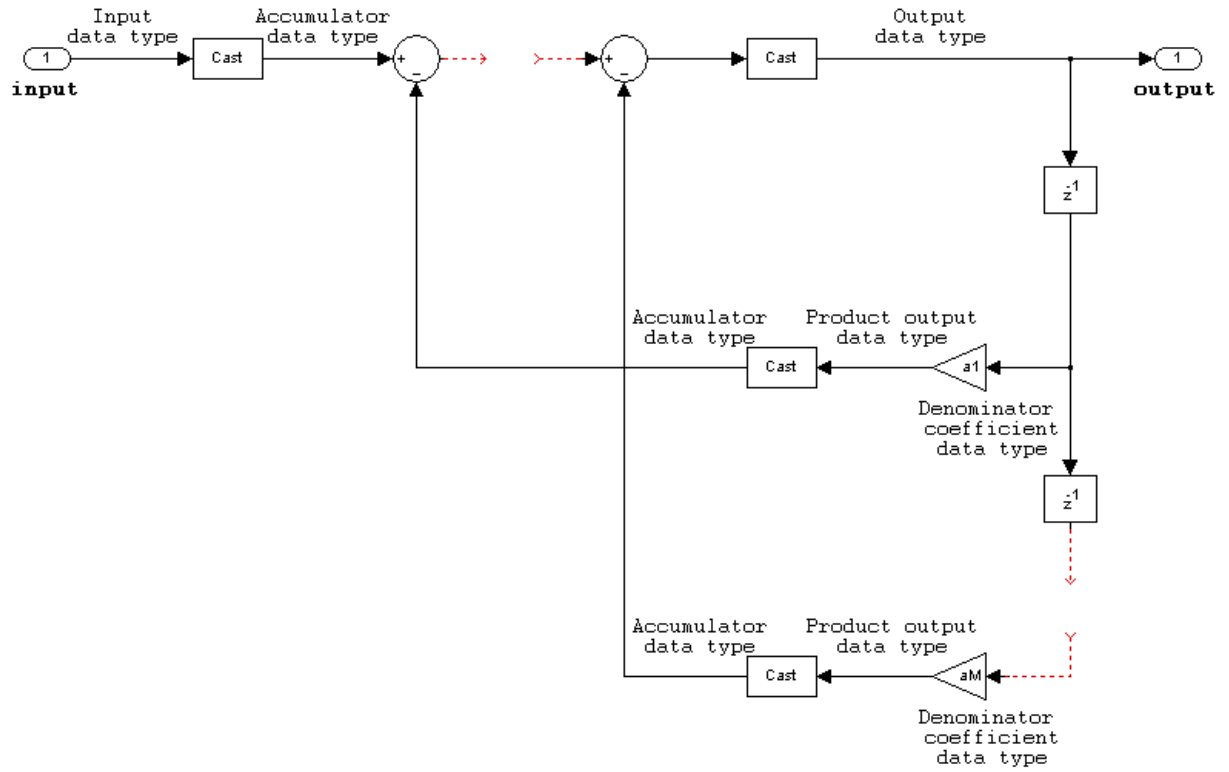 Input
data type
Accumulator
data type
Output
data type
1
Cast
+
−
+
−
Cast
1
input
output
z-1
Accumulator
data type
Product output
data type
Cast
a1
Denominator
coefficient
data type
z-1
Accumulator
data type
Product output
data type
Cast
aM
Denominator
coefficient
data type